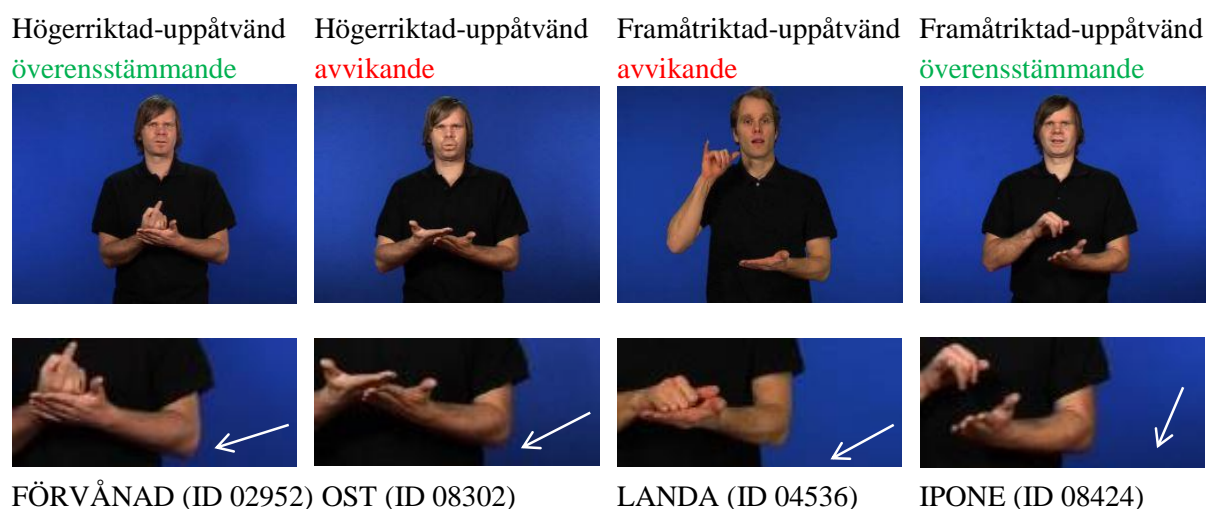 Högerriktad-uppåtvänd Högerriktad-uppåtvänd Framåtriktad-uppåtvänd Framåtriktad-uppåtvänd
överensstämmande avvikande avvikande överensstämmande
FÖRVÅNAD (ID 02952) OST (ID 08302) LANDA (ID 04536) IPONE (ID 08424)